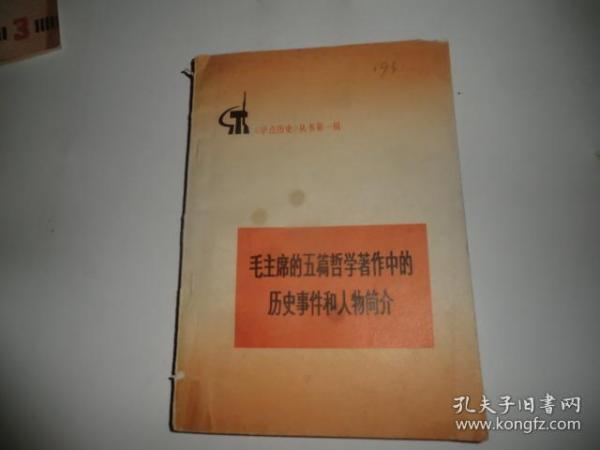 3
《学点历史》丛书第一辑
毛主席的五篇哲学著作中的
历史事件和人物简介
孔夫子旧书网
www.kongfz.com